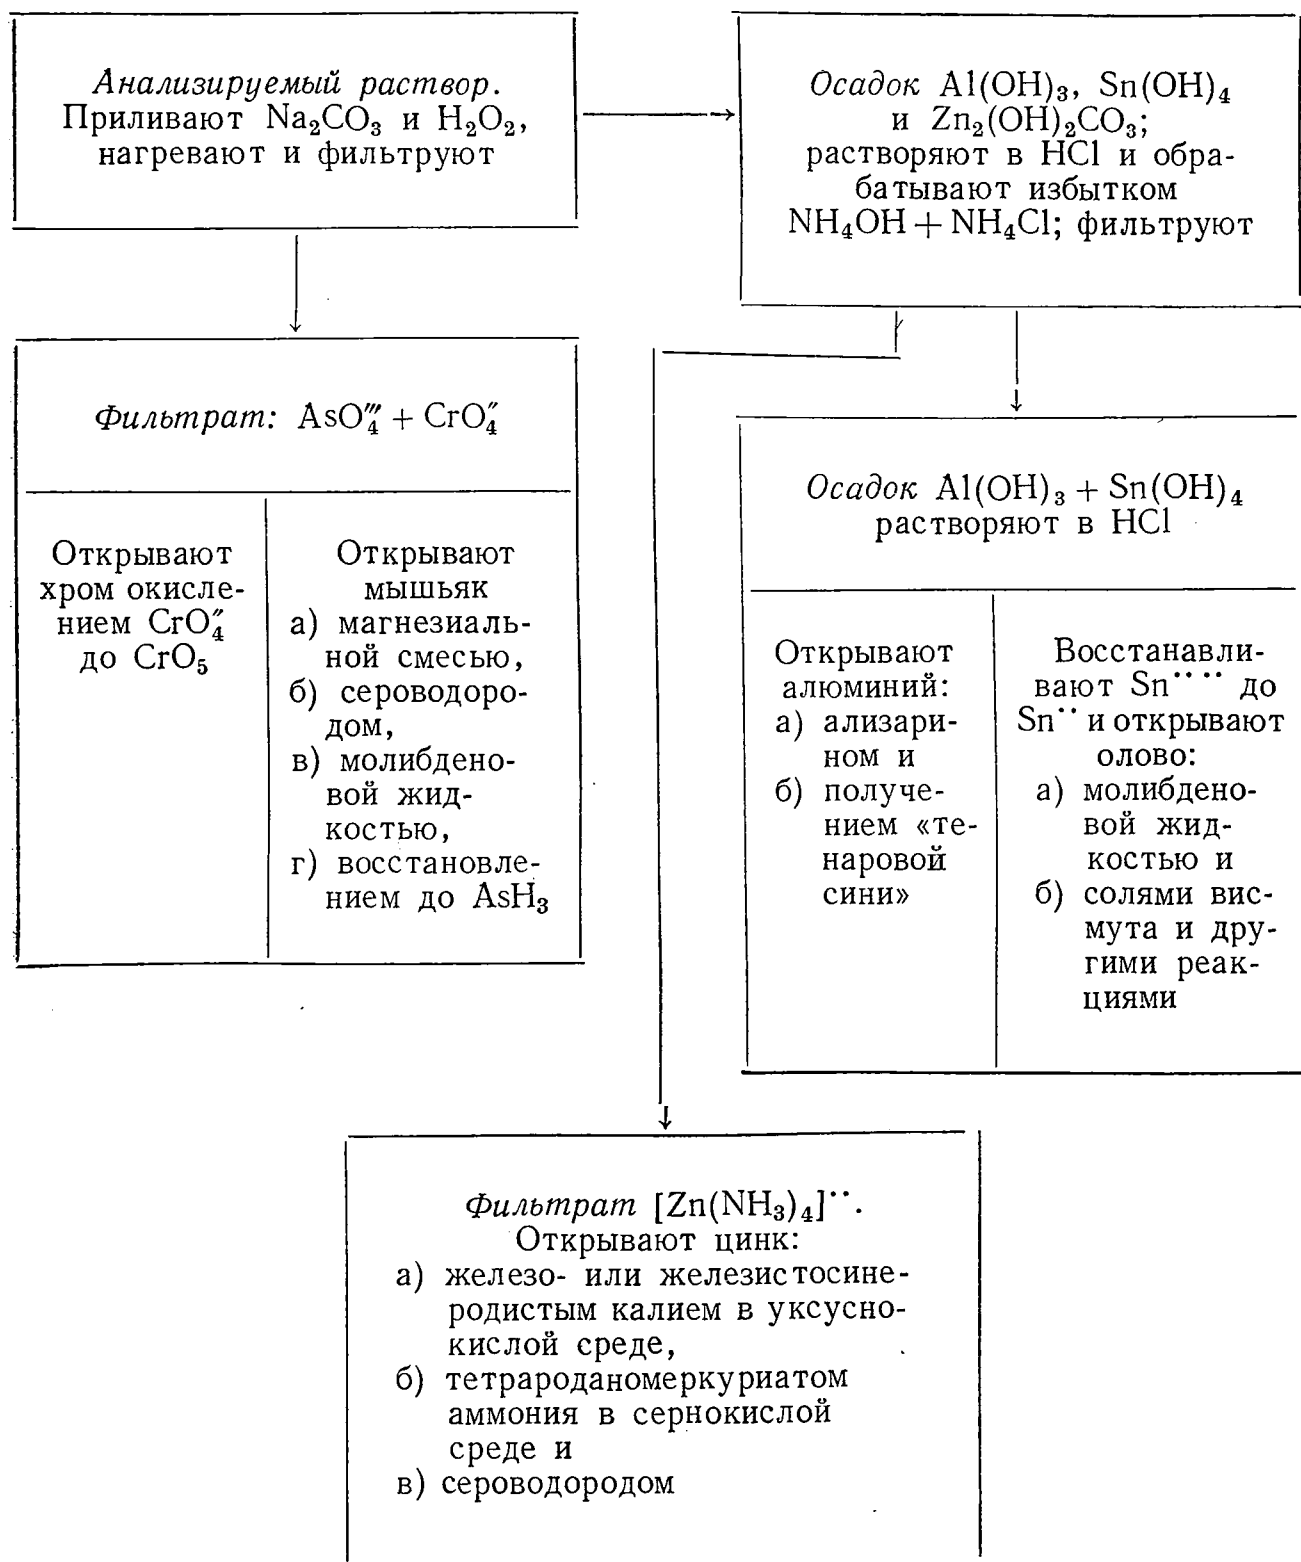 Анализируемый раствор.
Приливают Na₂CO₃ и H₂O₂,
нагревают и фильтруют
Осадок Al(OH)₃, Sn(OH)₄
и Zn₂(OH)₂CO₃;
растворяют в HCl и обра-
батывают избытком
NH₄OH + NH₄Cl; фильтруют
Фильтрат: AsO₄‴ + CrO₄″
Открывают
хром окисле-
нием CrO₄″
до CrO₅
Открывают
мышьяк
а) магнезиаль-
ной смесью,
б) сероводоро-
дом,
в) молибдено-
вой жид-
костью,
г) восстановле-
нием до AsH₃
Осадок Al(OH)₃ + Sn(OH)₄
растворяют в HCl
Открывают
алюминий:
а) ализари-
ном и
б) получе-
нием «те-
наровой
сини»
Восстанавли-
вают Sn˙˙˙˙ до
Sn˙˙ и открывают
олово:
а) молибдено-
вой жид-
костью и
б) солями вис-
мута и дру-
гими реак-
циями
Фильтрат [Zn(NH₃)₄]˙˙.
Открывают цинк:
а) железо- или железистосине-
родистым калием в уксусно-
кислой среде,
б) тетрароданомеркуриатом
аммония в сернокислой
среде и
в) сероводородом